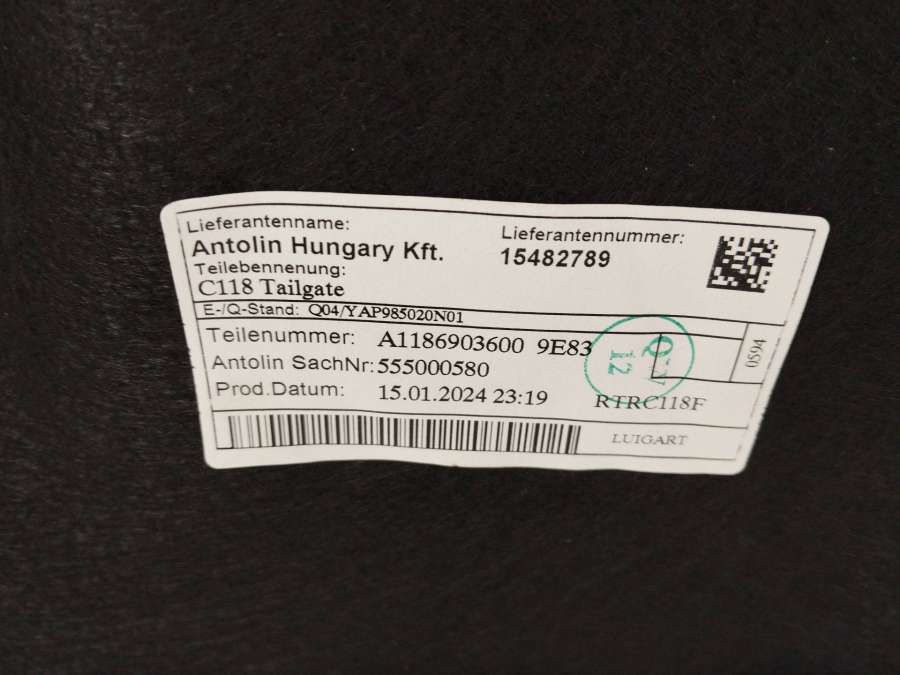 Lieferantenname:
Antolin Hungary Kft.
Lieferantennummer:
15482789
Teilebennenung:
C118 Tailgate
E-/Q-Stand: Q04/YAP985020N01
Teilenummer: A1186903600 9E83
Antolin SachNr: 555000580
Prod.Datum: 15.01.2024 23:19
0594
RTRC118F
LUIGART
12